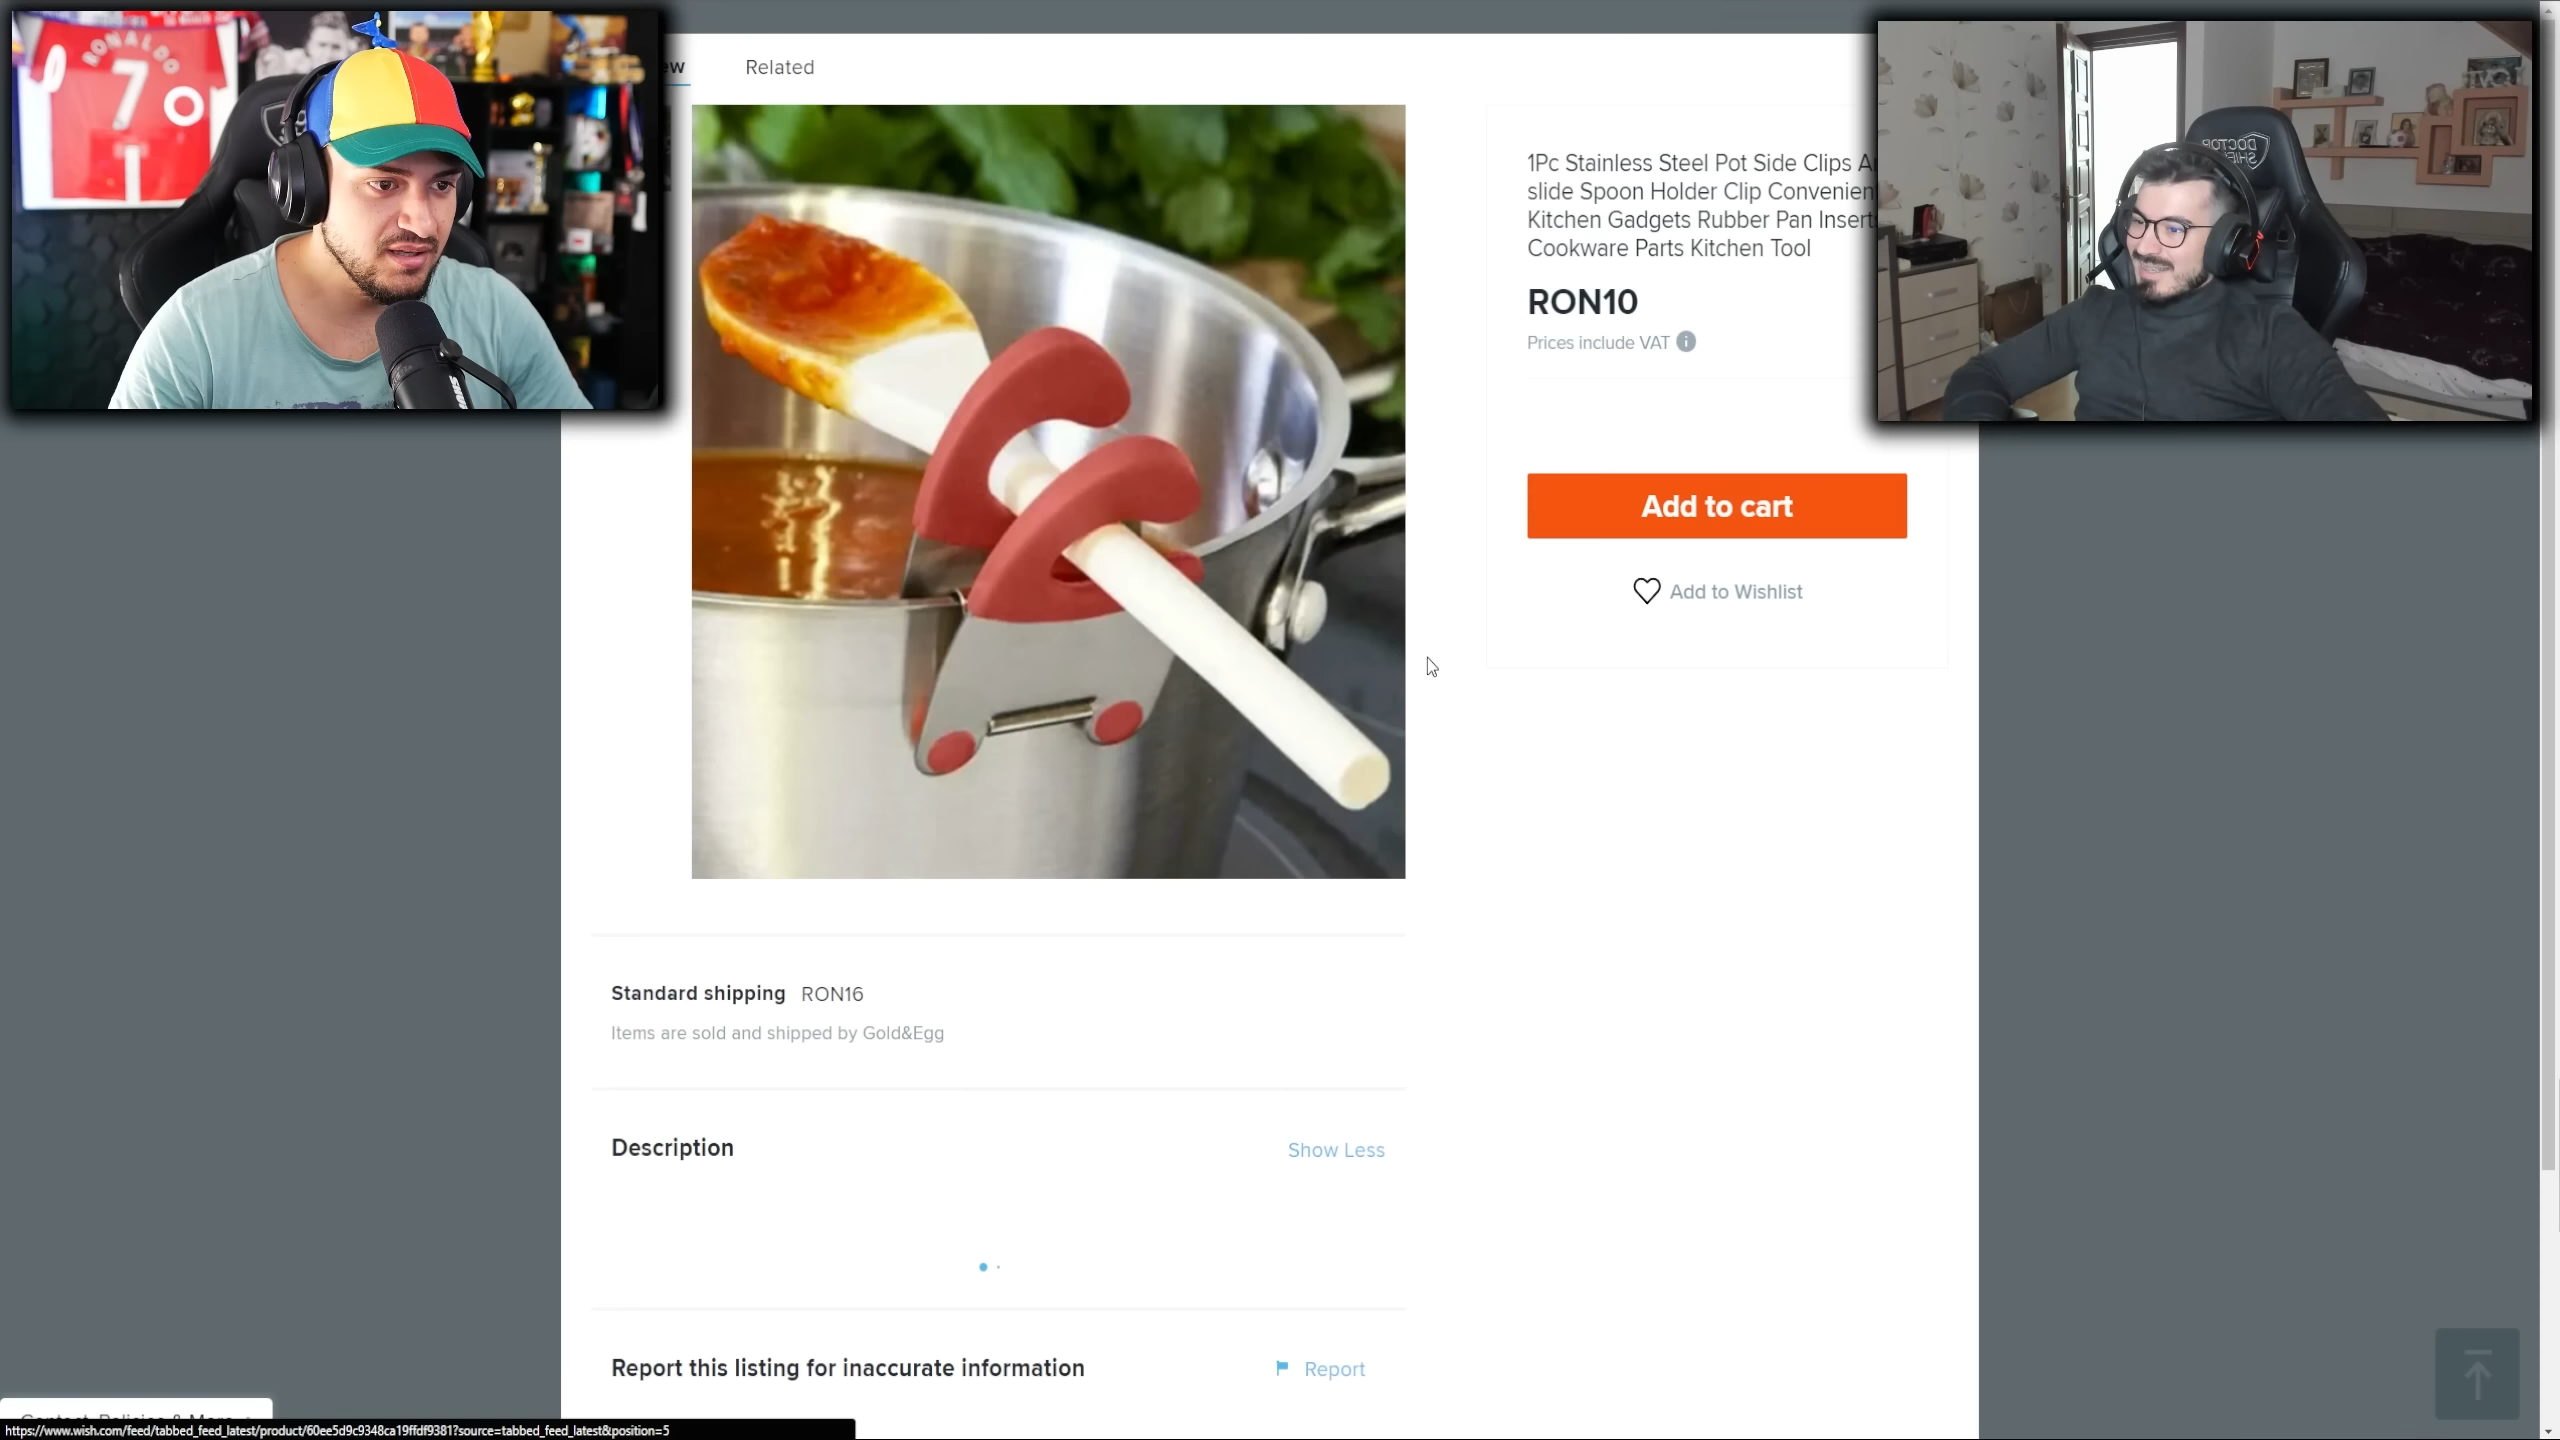 RONALDO
7
Related
1Pc Stainless Steel Pot Side Clips
slide Spoon Holder Clip
Kitchen Gadgets Rubber Pan
Cookware Parts Kitchen Tool
RON10
Prices include VAT
Add to cart
Add to Wishlist
DOCTOR
Standard shipping RON16
Items are sold and shipped by Gold&Egg
Description
Show Less
Report this listing for inaccurate information
Report
https://www.wish.com/feed/tabbed_feed_latest/product/60ee5d9c9348ca19ffdf9381?source=tabbed_feed_latest&position=5